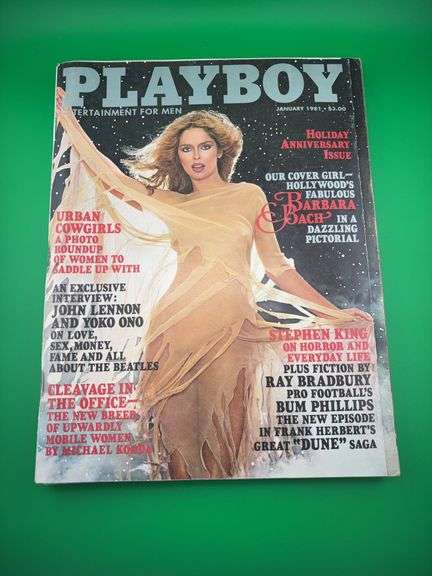 PLAYBOY
ENTERTAINMENT FOR MEN
JANUARY 1981 • $3.00
HOLIDAY
ANNIVERSARY
ISSUE
OUR COVER GIRL—
HOLLYWOOD'S
FABULOUS
BARBARA
BACH IN A
DAZZLING
PICTORIAL
URBAN
COWGIRLS
A PHOTO
ROUNDUP
OF WOMEN TO
SADDLE UP WITH
AN EXCLUSIVE
INTERVIEW:
JOHN LENNON
AND YOKO ONO
ON LOVE,
SEX, MONEY,
FAME AND ALL
ABOUT THE BEATLES
CLEAVAGE IN
THE OFFICE—
THE NEW BREED
OF UPWARDLY
MOBILE WOMEN
BY MICHAEL KORDA
STEPHEN KING
ON HORROR AND
EVERYDAY LIFE
PLUS FICTION BY
RAY BRADBURY
PRO FOOTBALL'S
BUM PHILLIPS
THE NEW EPISODE
IN FRANK HERBERT'S
GREAT "DUNE" SAGA